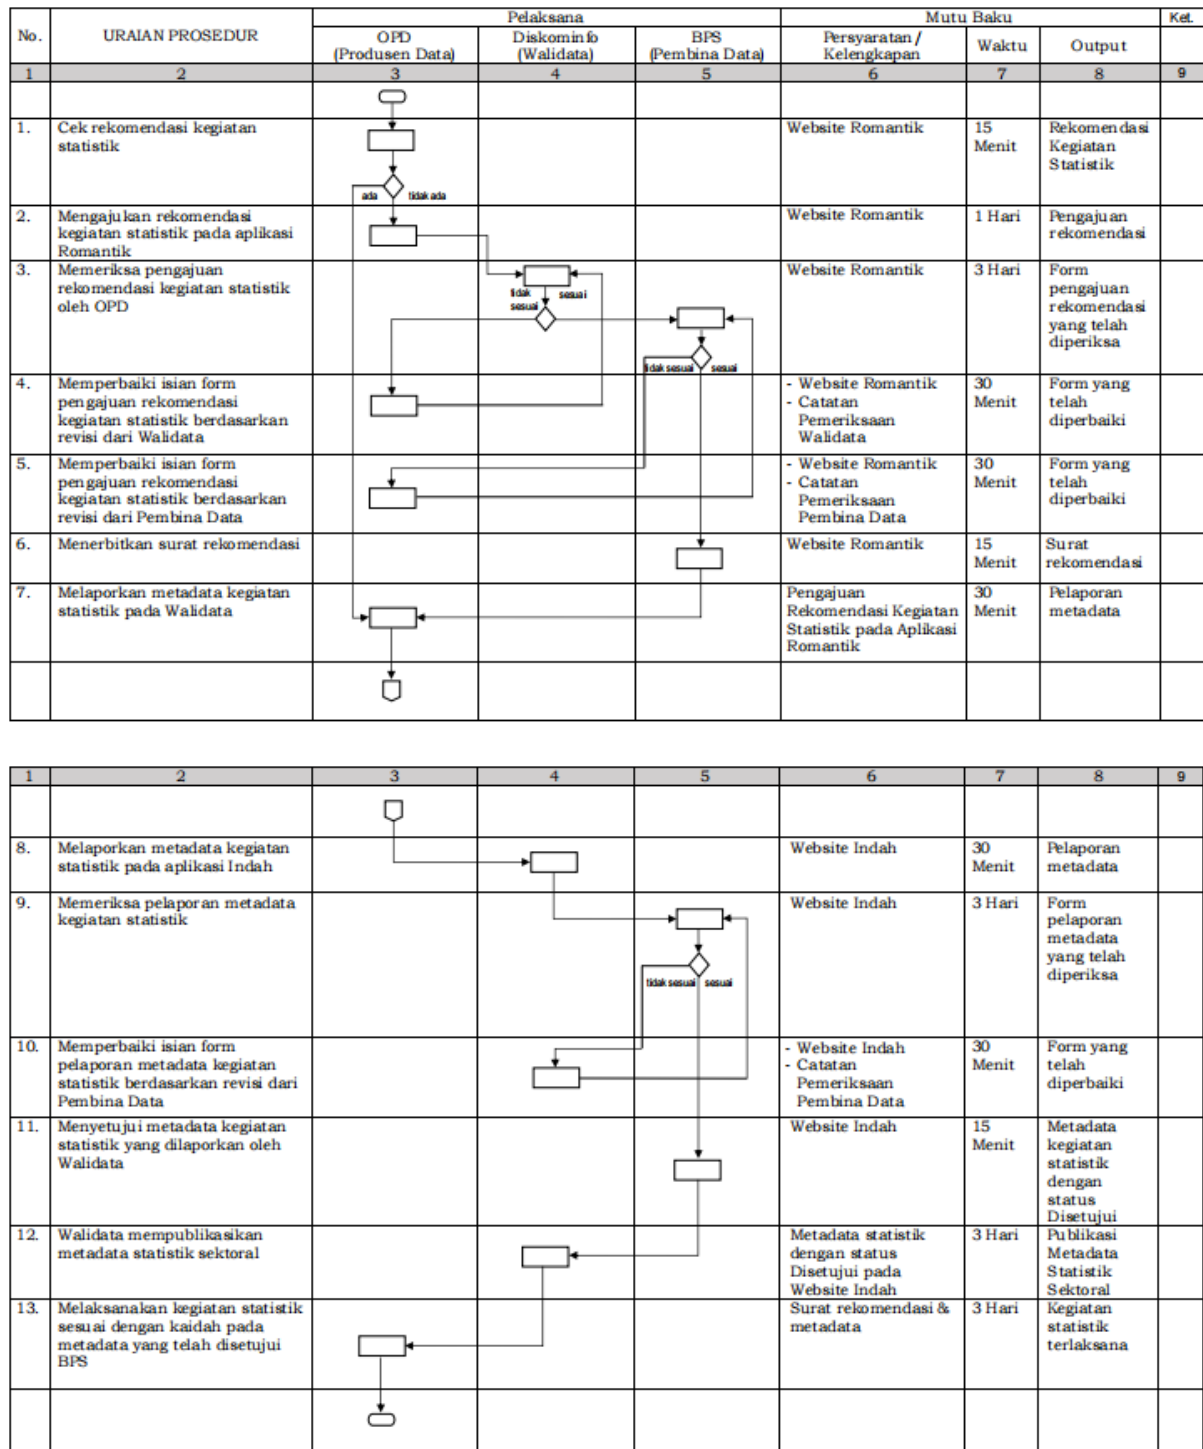 No.
URAIAN PROSEDUR
Pelaksana
Mutu Baku
Ket.
OPD
(Produsen Data)
Diskominfo
(Walidata)
BPS
(Pembina Data)
Persyaratan /
Kelengkapan
Waktu
Output
1 2 3 4 5 6 7 8 9
1.
Cek rekomendasi kegiatan
statistik
ada
tidak ada
Website Romantik
15
Menit
Rekomendasi
Kegiatan
Statistik
2.
Mengajukan rekomendasi
kegiatan statistik pada aplikasi
Romantik
Website Romantik
1 Hari
Pengajuan
rekomendasi
3.
Memeriksa pengajuan
rekomendasi kegiatan statistik
oleh OPD
tidak
sesuai
sesuai
tidak sesuai
sesuai
Website Romantik
3 Hari
Form
pengajuan
rekomendasi
yang telah
diperiksa
4.
Memperbaiki isian form
pengajuan rekomendasi
kegiatan statistik berdasarkan
revisi dari Walidata
- Website Romantik
- Catatan
Pemeriksaan
Walidata
30
Menit
Form yang
telah
diperbaiki
5.
Memperbaiki isian form
pengajuan rekomendasi
kegiatan statistik berdasarkan
revisi dari Pembina Data
- Website Romantik
- Catatan
Pemeriksaan
Pembina Data
30
Menit
Form yang
telah
diperbaiki
6.
Menerbitkan surat rekomendasi
Website Romantik
15
Menit
Surat
rekomendasi
7.
Melaporkan metadata kegiatan
statistik pada Walidata
Pengajuan
Rekomendasi Kegiatan
Statistik pada Aplikasi
Romantik
30
Menit
Pelaporan
metadata
1 2 3 4 5 6 7 8 9
8.
Melaporkan metadata kegiatan
statistik pada aplikasi Indah
Website Indah
30
Menit
Pelaporan
metadata
9.
Memeriksa pelaporan metadata
kegiatan statistik
tidak sesuai
sesuai
Website Indah
3 Hari
Form
pelaporan
metadata
yang telah
diperiksa
10.
Memperbaiki isian form
pelaporan metadata kegiatan
statistik berdasarkan revisi dari
Pembina Data
- Website Indah
- Catatan
Pemeriksaan
Pembina Data
30
Menit
Form yang
telah
diperbaiki
11.
Menyetujui metadata kegiatan
statistik yang dilaporkan oleh
Walidata
Website Indah
15
Menit
Metadata
kegiatan
statistik
dengan
status
Disetujui
12.
Walidata mempublikasikan
metadata statistik sektoral
Metadata statistik
dengan status
Disetujui pada
Website Indah
3 Hari
Publikasi
Metadata
Statistik
Sektoral
13.
Melaksanakan kegiatan statistik
sesuai dengan kaidah pada
metadata yang telah disetujui
BPS
Surat rekomendasi &
metadata
3 Hari
Kegiatan
statistik
terlaksana